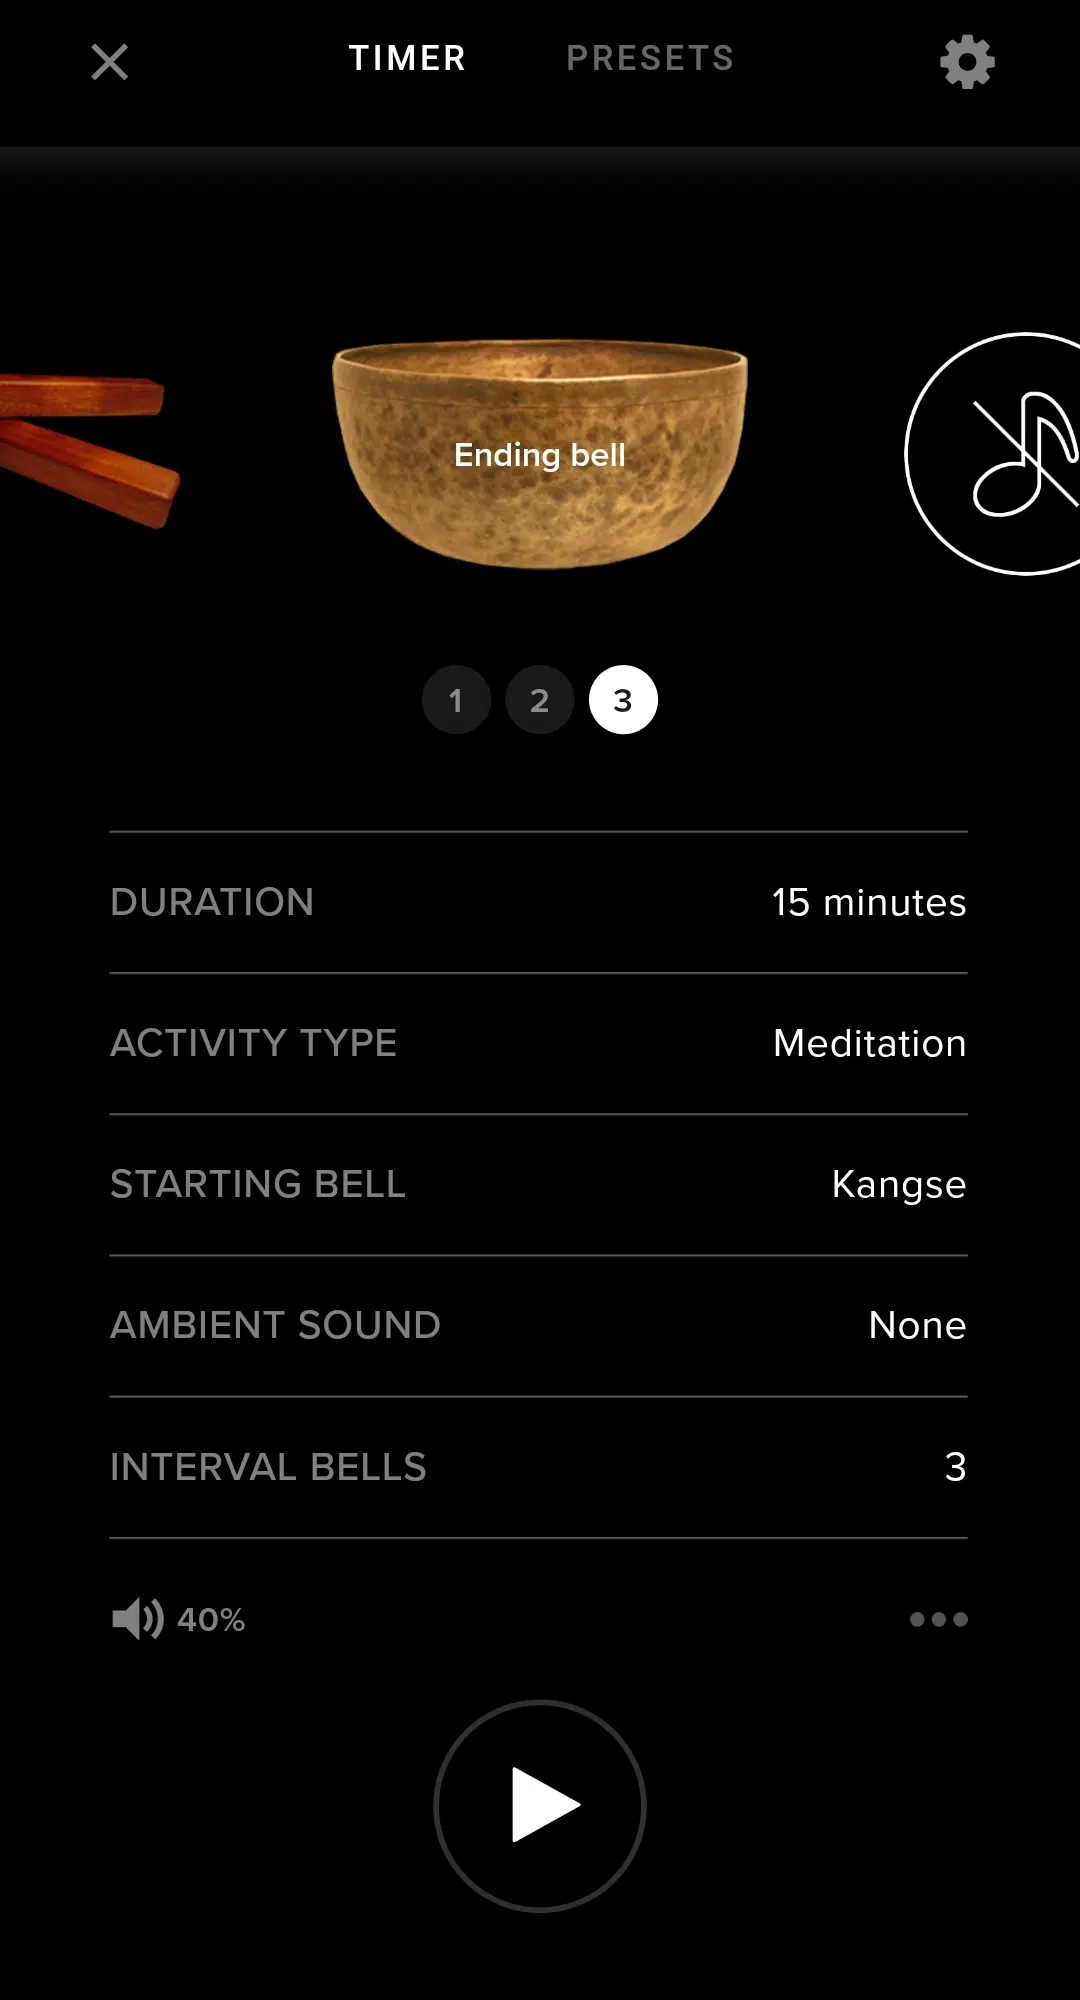 TIMER PRESETS
Ending bell
1 2 3
DURATION 15 minutes
ACTIVITY TYPE Meditation
STARTING BELL Kangse
AMBIENT SOUND None
INTERVAL BELLS 3
40%